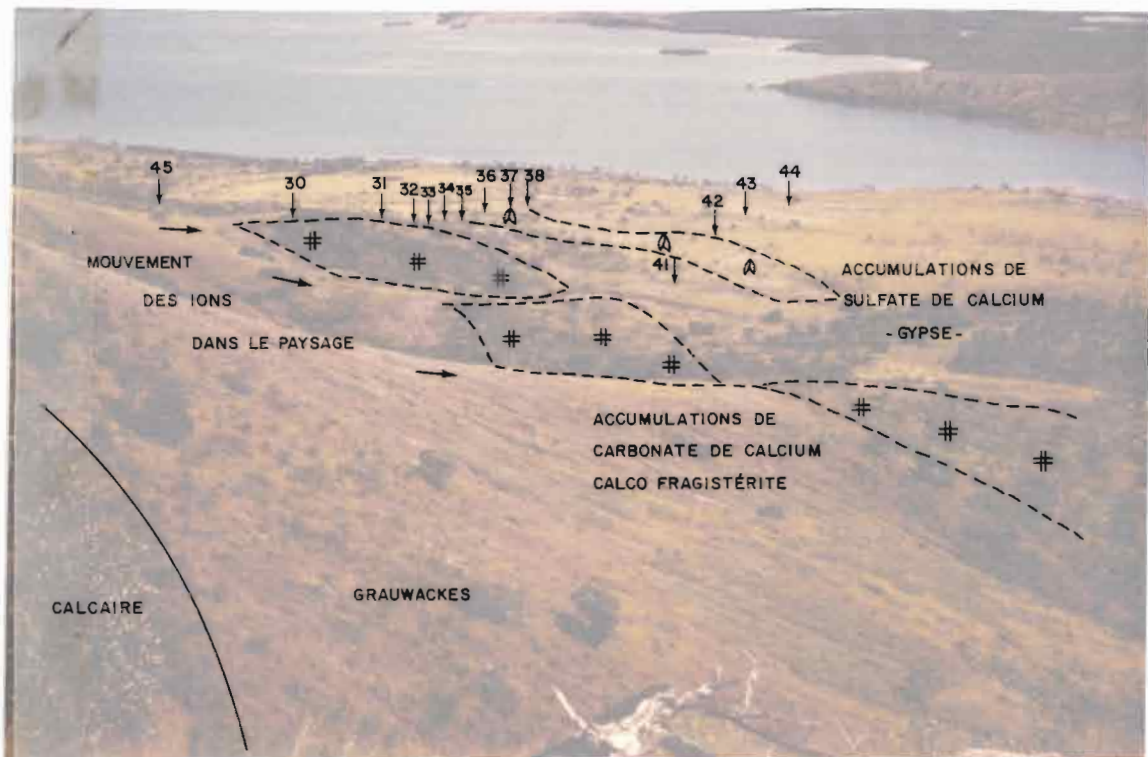 45 30 31 32 33 34 35 36 37 38 42 43 44
41
MOUVEMENT
DES IONS
DANS LE PAYSAGE
ACCUMULATIONS DE
SULFATE DE CALCIUM
- GYPSE -
ACCUMULATIONS DE
CARBONATE DE CALCIUM
CALCO FRAGISTÉRITE
CALCAIRE
GRAUWACKES